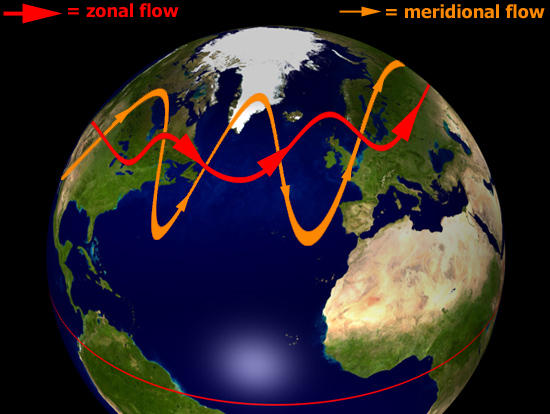 = zonal flow
= meridional flow